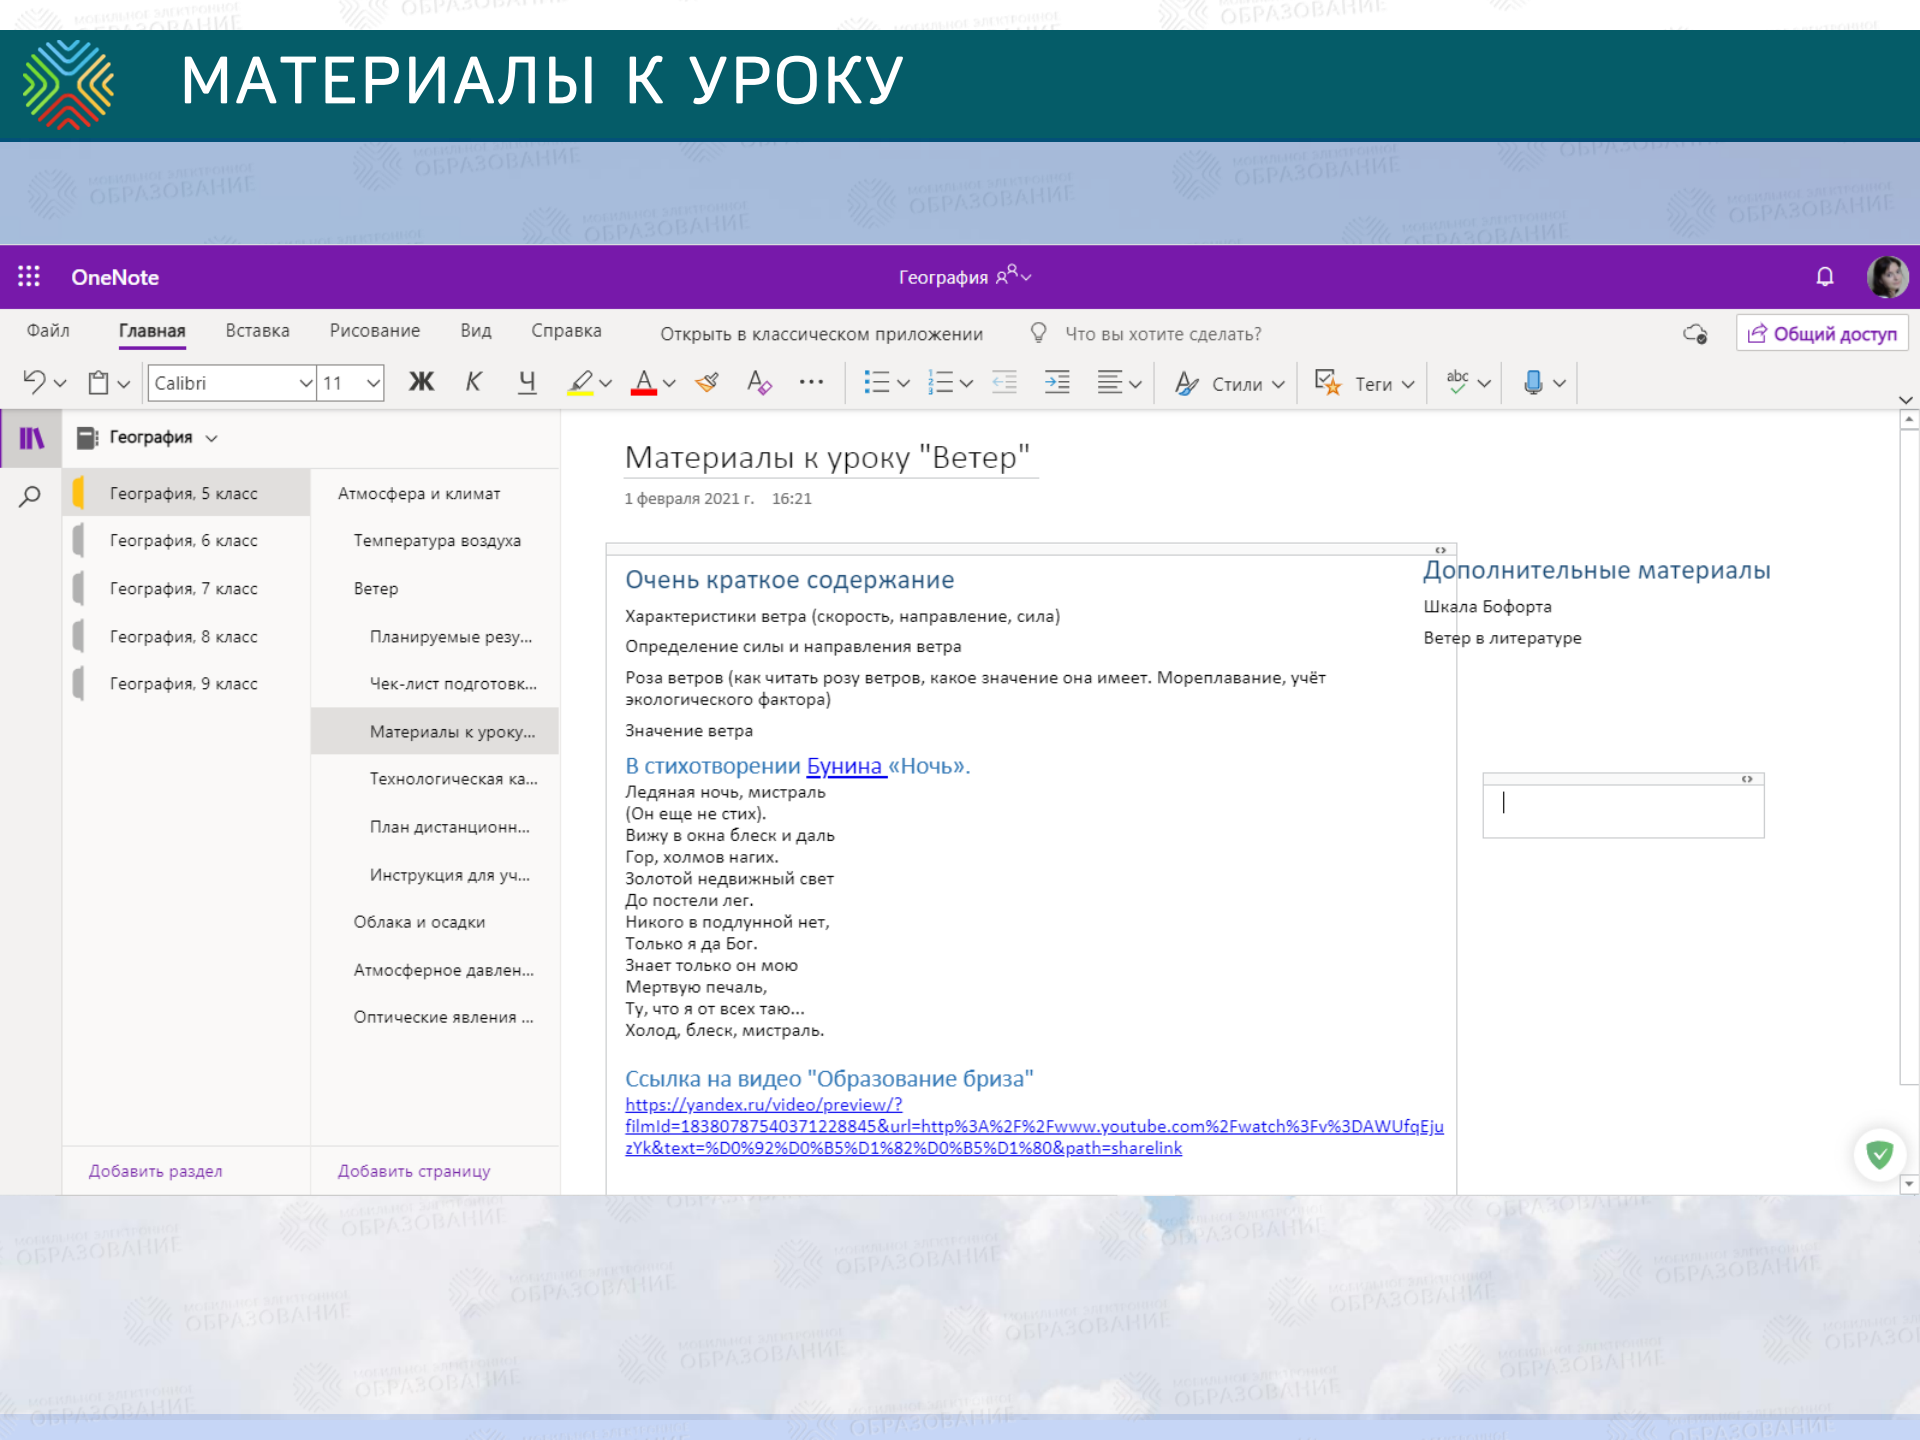 МАТЕРИАЛЫ К УРОКУ
OneNote
География
Файл
Главная
Вставка
Рисование
Вид
Справка
Открыть в классическом приложении
Что вы хотите сделать?
Общий доступ
Calibri
11
Ж
К
Ч
Стили
Теги
abc
География
География, 5 класс
География, 6 класс
География, 7 класс
География, 8 класс
География, 9 класс
Добавить раздел
Атмосфера и климат
Температура воздуха
Ветер
Планируемые резу...
Чек-лист подготовк...
Материалы к уроку...
Технологическая ка...
План дистанционн...
Инструкция для уч...
Облака и осадки
Атмосферное давлен...
Оптические явления ...
Добавить страницу
Материалы к уроку "Ветер"
1 февраля 2021 г. 16:21
Очень краткое содержание
Характеристики ветра (скорость, направление, сила)
Определение силы и направления ветра
Роза ветров (как читать розу ветров, какое значение она имеет. Мореплавание, учёт
экологического фактора)
Значение ветра
В стихотворении Бунина «Ночь».
Ледяная ночь, мистраль
(Он еще не стих).
Вижу в окна блеск и даль
Гор, холмов нагих.
Золотой недвижный свет
До постели лег.
Никого в подлунной нет,
Только я да Бог.
Знает только он мою
Мертвую печаль,
Ту, что я от всех таю...
Холод, блеск, мистраль.
Ссылка на видео "Образование бриза"
https://yandex.ru/video/preview/?
filmId=18380787540371228845&url=http%3A%2F%2Fwww.youtube.com%2Fwatch%3Fv%3DAWUfqEju
zYk&text=%D0%92%D0%B5%D1%82%D0%B5%D1%80&path=sharelink
Дополнительные материалы
Шкала Бофорта
Ветер в литературе
МОБИЛЬНОЕ ЭЛЕКТРОННОЕ
ОБРАЗОВАНИЕ